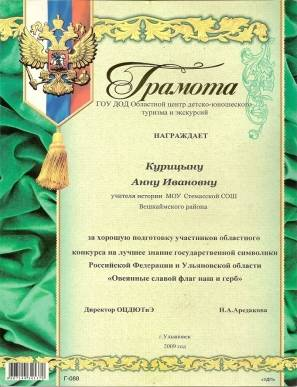 Грамота
ГОУ ДОД Областной центр детско-юношеского
туризма и экскурсий
НАГРАЖДАЕТ
Курицыну
Анну Ивановну
учителя истории МОУ Стемасской СОШ
Вешкаймского района
за хорошую подготовку участников областного
конкурса на лучшее знание государственной символики
Российской Федерации и Ульяновской области
«Овеянные славой флаг наш и герб»
Директор ОЦДЮТиЭ Н.А.Аредакова
г.Ульяновск
2009 год
Г-088